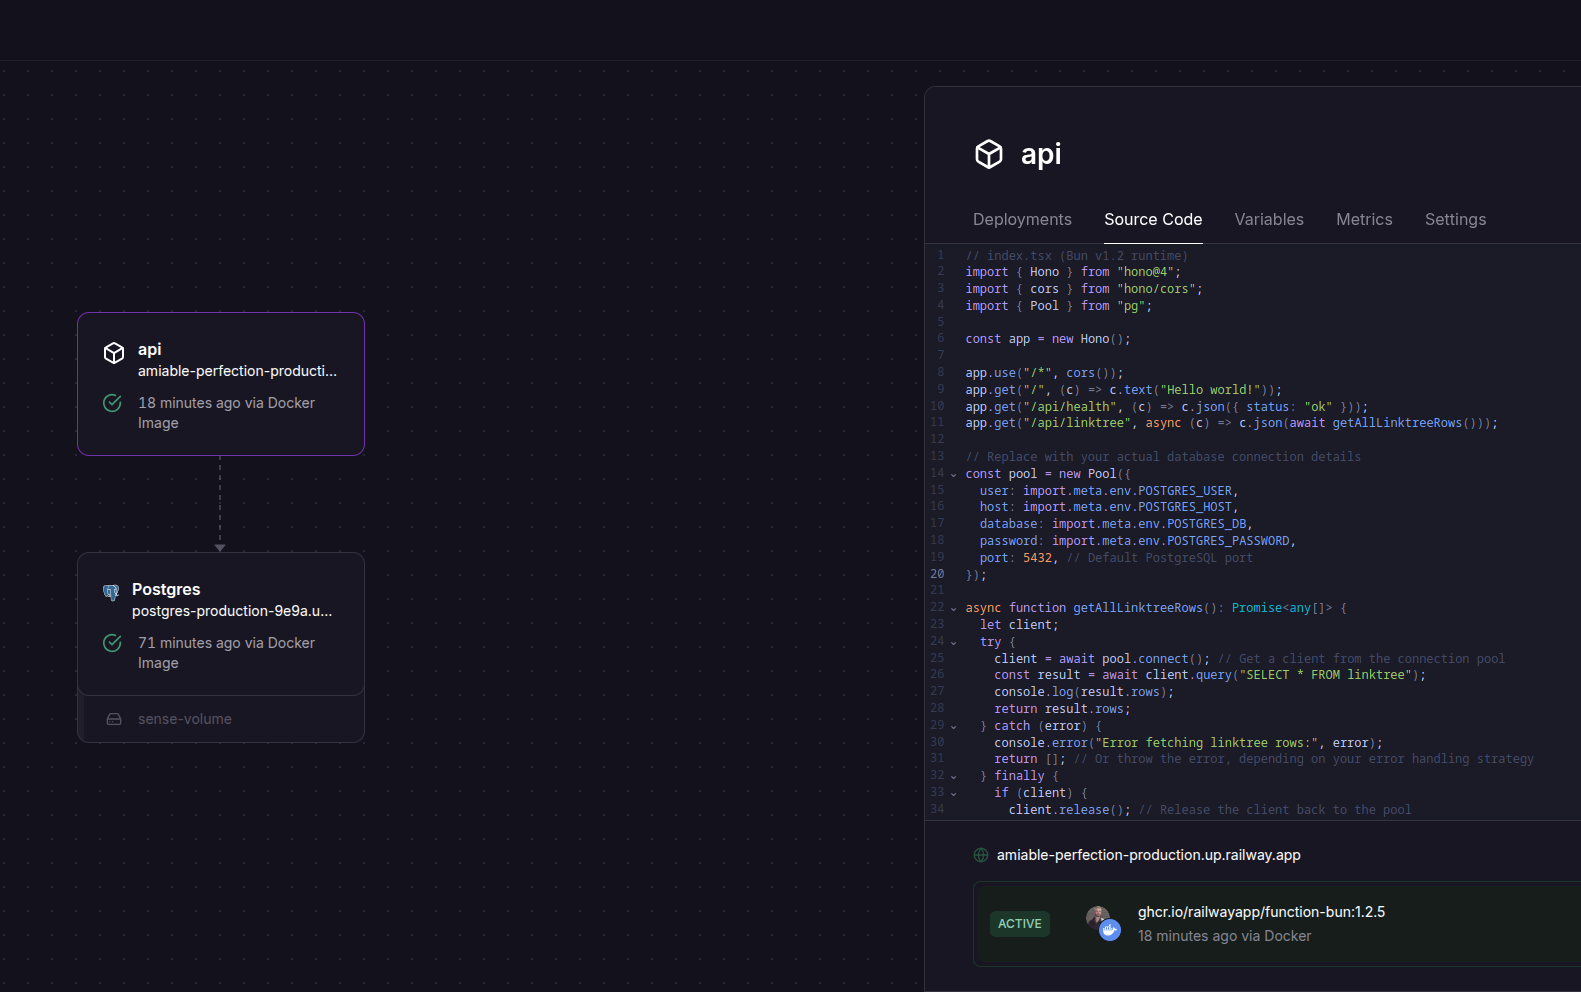 api
amiable-perfection-producti...
18 minutes ago via Docker
Image
Postgres
postgres-production-9e9a.u...
71 minutes ago via Docker
Image
sense-volume
api
Deployments Source Code Variables Metrics Settings
1 // index.tsx (Bun v1.2 runtime)
2 import { Hono } from "hono@4";
3 import { cors } from "hono/cors";
4 import { Pool } from "pg";
5
6 const app = new Hono();
7
8 app.use("/*", cors());
9 app.get("/", (c) => c.text("Hello world!"));
10 app.get("/api/health", (c) => c.json({ status: "ok" }));
11 app.get("/api/linktree", async (c) => c.json(await getAllLinktreeRows()));
12
13 // Replace with your actual database connection details
14 const pool = new Pool({
15 user: import.meta.env.POSTGRES_USER,
16 host: import.meta.env.POSTGRES_HOST,
17 database: import.meta.env.POSTGRES_DB,
18 password: import.meta.env.POSTGRES_PASSWORD,
19 port: 5432, // Default PostgreSQL port
20 });
21
22 async function getAllLinktreeRows(): Promise<any[]> {
23 let client;
24 try {
25 client = await pool.connect(); // Get a client from the connection pool
26 const result = await client.query("SELECT * FROM linktree");
27 console.log(result.rows);
28 return result.rows;
29 } catch (error) {
30 console.error("Error fetching linktree rows:", error);
31 return []; // Or throw the error, depending on your error handling strategy
32 } finally {
33 if (client) {
34 client.release(); // Release the client back to the pool
amiable-perfection-production.up.railway.app
ACTIVE
ghcr.io/railwayapp/function-bun:1.2.5
18 minutes ago via Docker